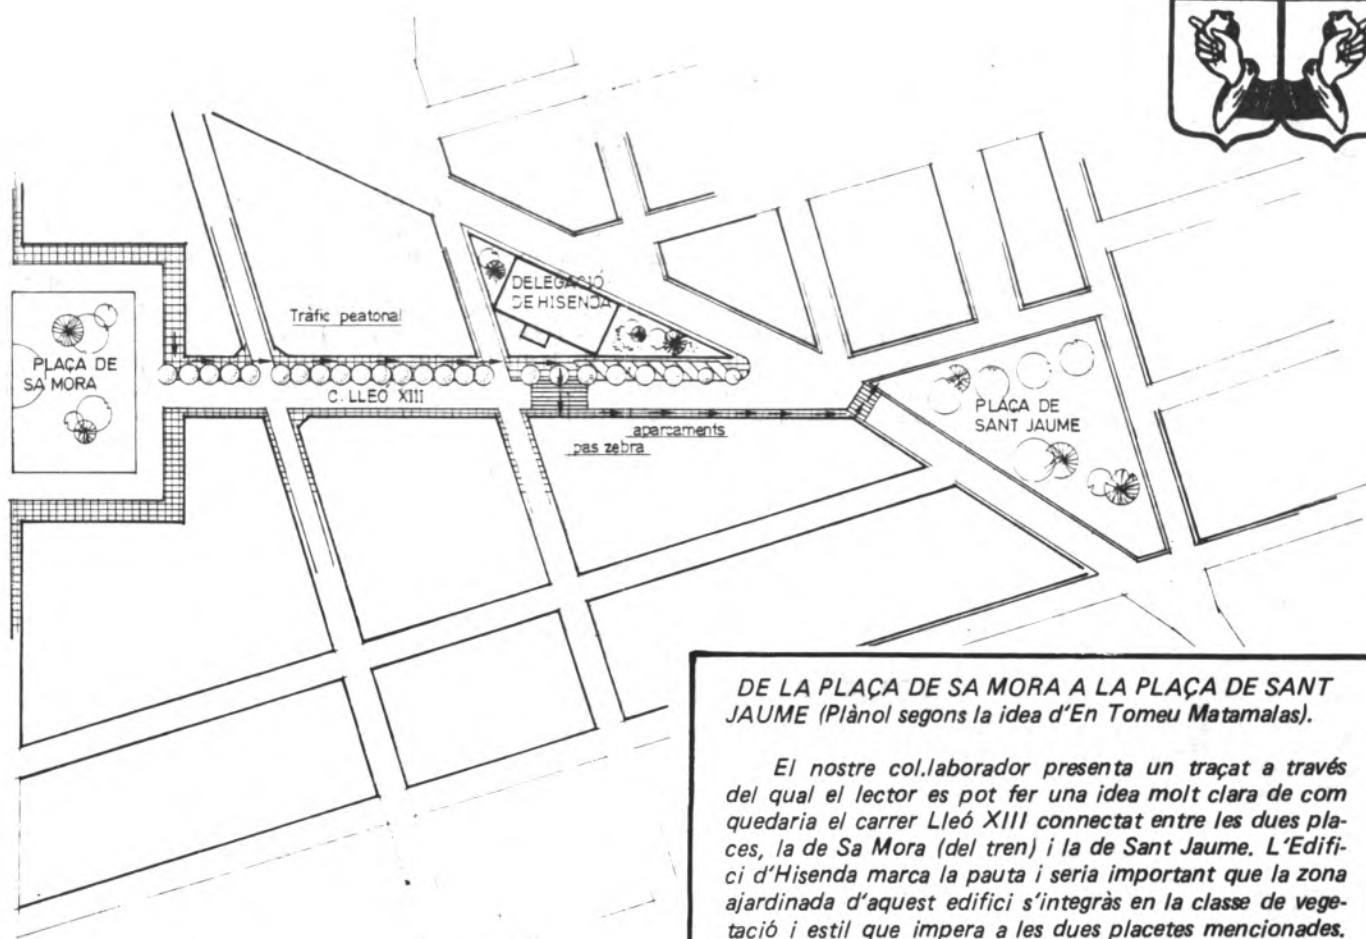 DELEGACIÓ
DE HISENDA
Tràfic peatonal
PLAÇA DE
SA MORA
C. LLEÓ XIII
PLAÇA DE
SANT JAUME
aparcaments
pas zebra
DE LA PLAÇA DE SA MORA A LA PLAÇA DE SANT
JAUME (Plànol segons la idea d'En Tomeu Matamalas).
El nostre col.laborador presenta un traçat a través
del qual el lector es pot fer una idea molt clara de com
quedaria el carrer Lleó XIII connectat entre les dues pla-
ces, la de Sa Mora (del tren) i la de Sant Jaume. L'Edifi-
ci d'Hisenda marca la pauta i seria important que la zona
ajardinada d'aquest edifici s'integràs en la classe de vege-
tació i estil que impera a les dues placetes mencionades.